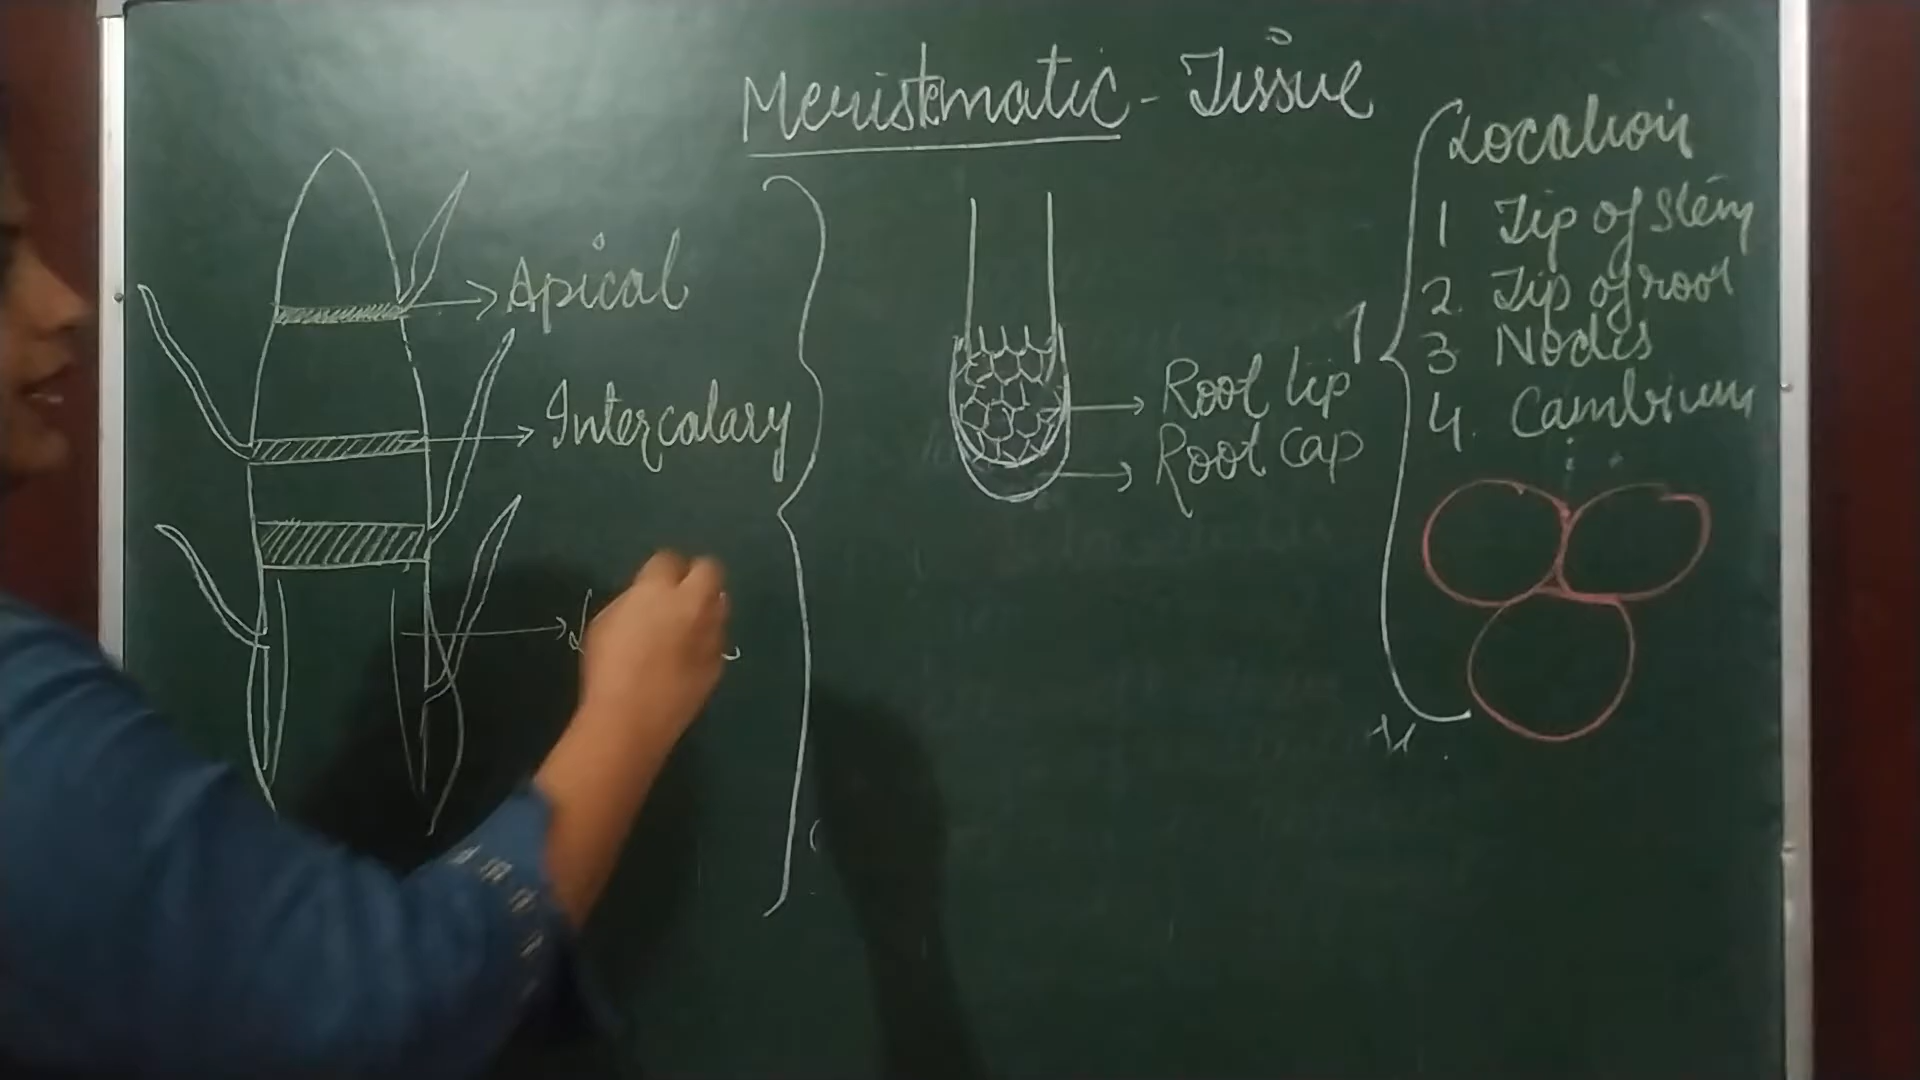 Meristematic - Tissue
Apical
Intercalary
Root tip
Root Cap
Location
1 Tip of Stem
2. Tip of root
3 Nodes
4. Cambium